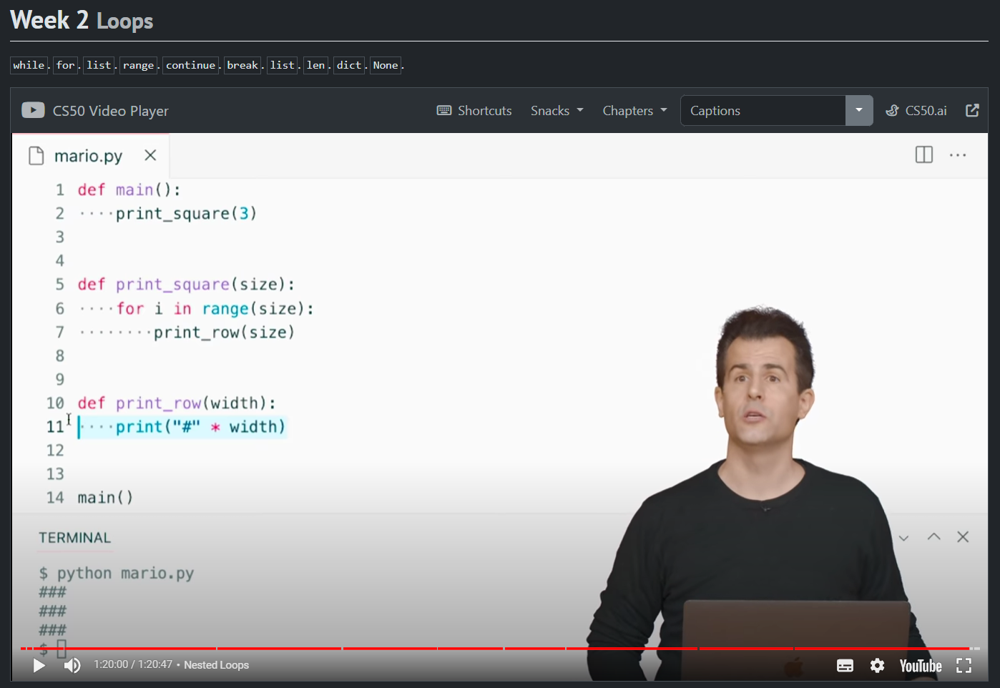 Week 2 Loops
while. for. list. range. continue. break. list. len. dict. None.
CS50 Video Player Shortcuts Snacks Chapters Captions CS50.ai
mario.py
1 def main():
2 ····print_square(3)
3
4
5 def print_square(size):
6 ····for i in range(size):
7 ········print_row(size)
8
9
10 def print_row(width):
11 ····print("#" * width)
12
13
14 main()
TERMINAL
$ python mario.py
###
###
###
$
1:20:00 / 1:20:47 • Nested Loops YouTube